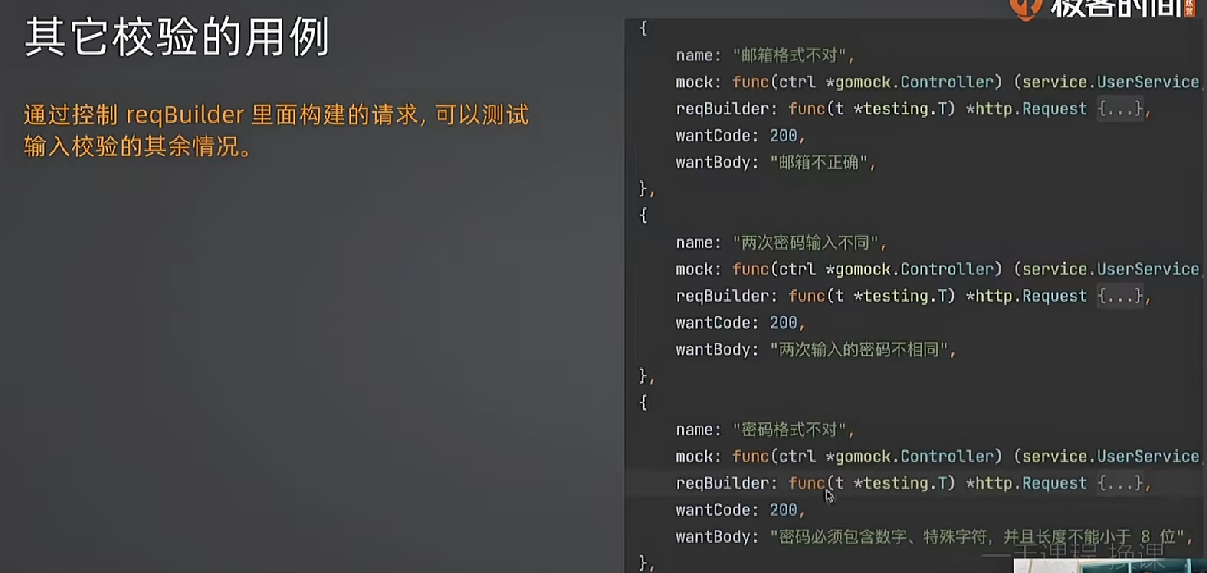 其它校验的用例
通过控制 reqBuilder 里面构建的请求, 可以测试
输入校验的其余情况。
极客时间
{
name: "邮箱格式不对",
mock: func(ctrl *gomock.Controller) (service.UserService,
reqBuilder: func(t *testing.T) *http.Request {...},
wantCode: 200,
wantBody: "邮箱不正确",
},
{
name: "两次密码输入不同",
mock: func(ctrl *gomock.Controller) (service.UserService,
reqBuilder: func(t *testing.T) *http.Request {...},
wantCode: 200,
wantBody: "两次输入的密码不相同",
},
{
name: "密码格式不对",
mock: func(ctrl *gomock.Controller) (service.UserService,
reqBuilder: func(t *testing.T) *http.Request {...},
wantCode: 200,
wantBody: "密码必须包含数字、特殊字符，并且长度不能小于 8 位",
},